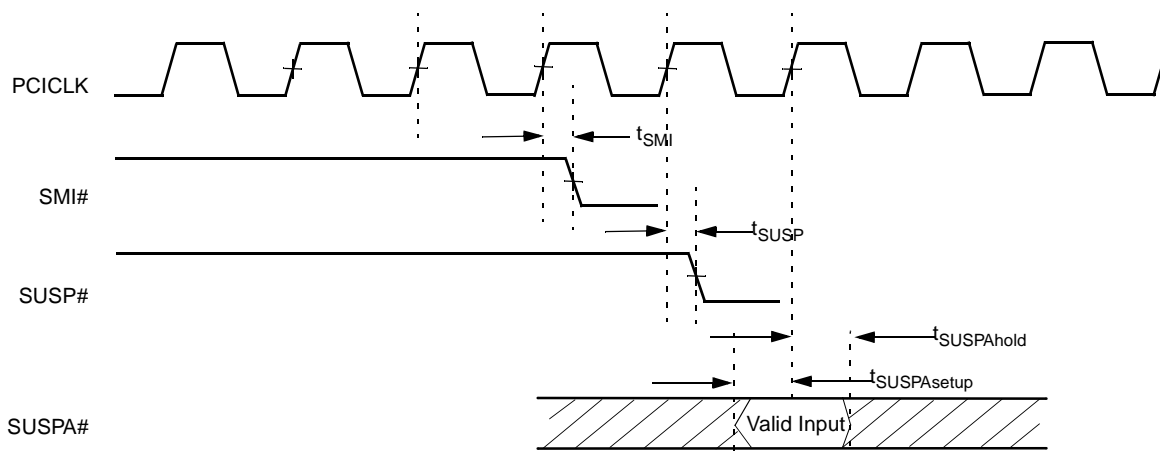 PCICLK
tSMI
SMI#
tSUSP
SUSP#
tSUSPAhold
tSUSPAsetup
SUSPA#
Valid Input